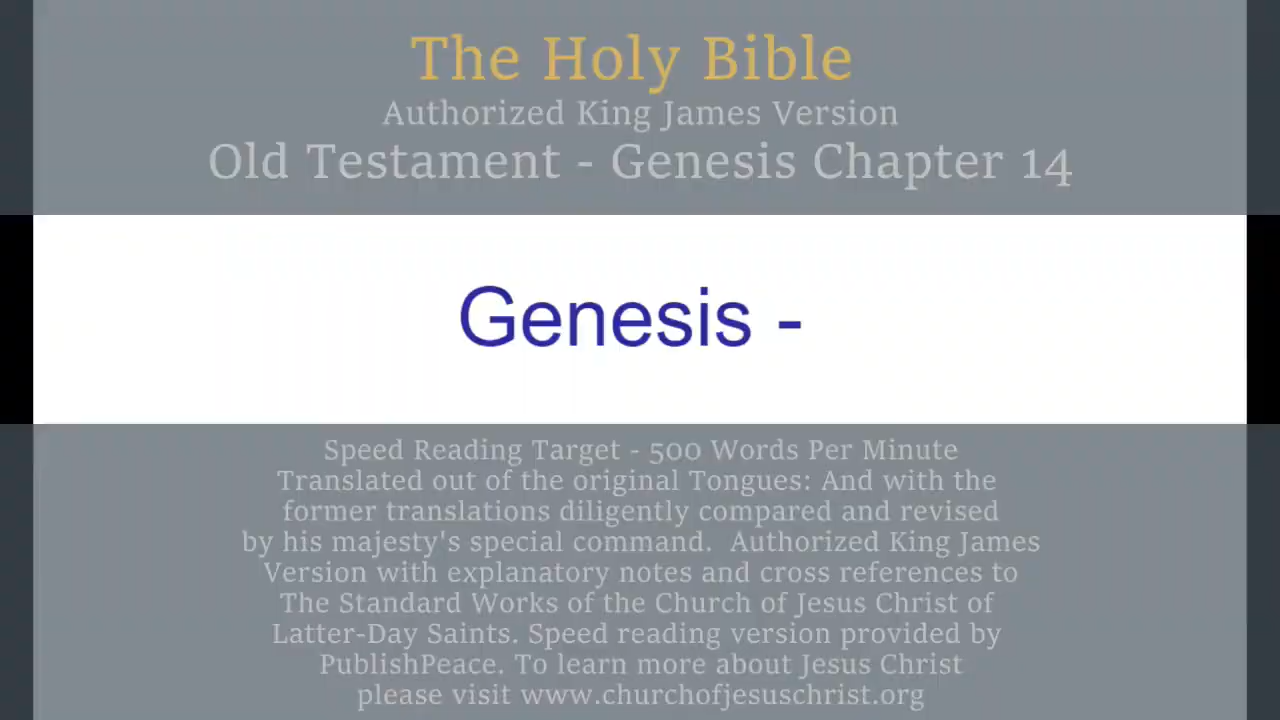 The Holy Bible
Authorized King James Version
Old Testament - Genesis Chapter 14
Genesis -
Speed Reading Target - 500 Words Per Minute
Translated out of the original Tongues: And with the
former translations diligently compared and revised
by his majesty's special command.  Authorized King James
Version with explanatory notes and cross references to
The Standard Works of the Church of Jesus Christ of
Latter-Day Saints. Speed reading version provided by
PublishPeace. To learn more about Jesus Christ
please visit www.churchofjesuschrist.org